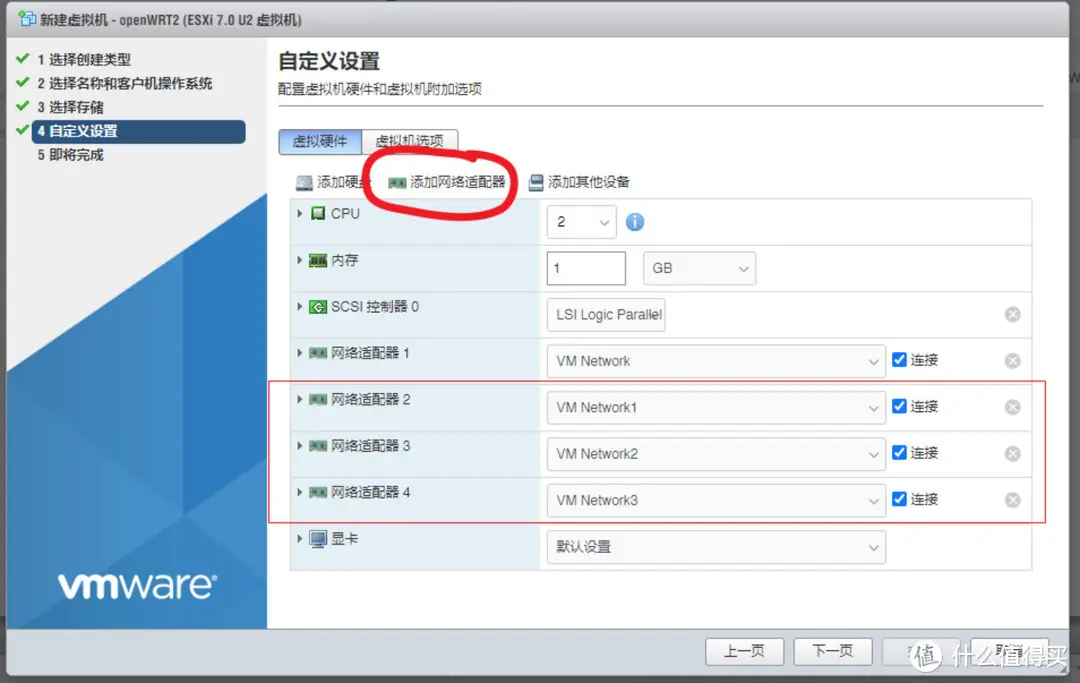 新建虚拟机 - openWRT2 (ESXi 7.0 U2 虚拟机)
1 选择创建类型
2 选择名称和客户机操作系统
3 选择存储
4 自定义设置
5 即将完成
自定义设置
配置虚拟机硬件和虚拟机附加选项
虚拟硬件 虚拟机选项
添加硬盘 添加网络适配器 添加其他设备
CPU 2
内存 1 GB
SCSI 控制器 0 LSI Logic Parallel
网络适配器 1 VM Network 连接
网络适配器 2 VM Network1 连接
网络适配器 3 VM Network2 连接
网络适配器 4 VM Network3 连接
显卡 默认设置
vmware®
上一页 下一页
值 什么值得买